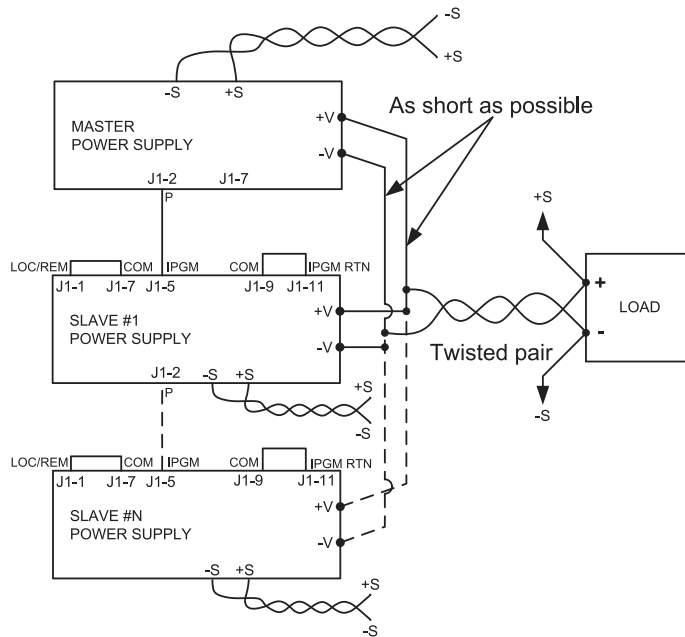 -S
+S
-S +S
MASTER
POWER SUPPLY
+V
-V
J1-2 J1-7
P
As short as possible
LOC/REM COM IPGM COM IPGM RTN
J1-1 J1-7 J1-5 J1-9 J1-11
SLAVE #1
POWER SUPPLY
+V
-V
J1-2
P
-S +S
+S
-S
+S
+
-
LOAD
-S
Twisted pair
LOC/REM COM IPGM COM IPGM RTN
J1-1 J1-7 J1-5 J1-9 J1-11
SLAVE #N
POWER SUPPLY
+V
-V
-S +S
+S
-S